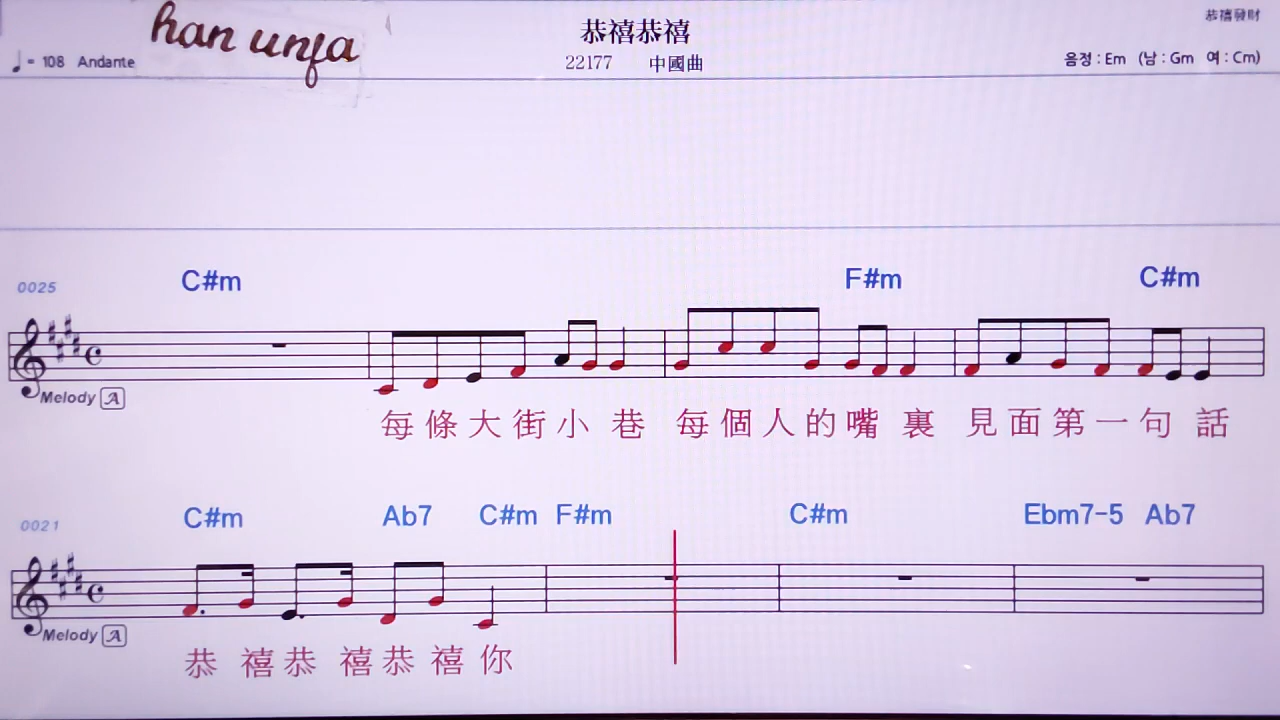 han unfa
恭禧恭禧
恭禧發財
♩= 108 Andante
22177 中國曲
음정 : Em (남 : Gm 여 : Cm)
0025 C#m F#m C#m
Melody A
每條大街小巷 每個人的嘴裏 見面第一句話
0021 C#m Ab7 C#m F#m C#m Ebm7-5 Ab7
Melody A
恭禧恭禧恭禧你